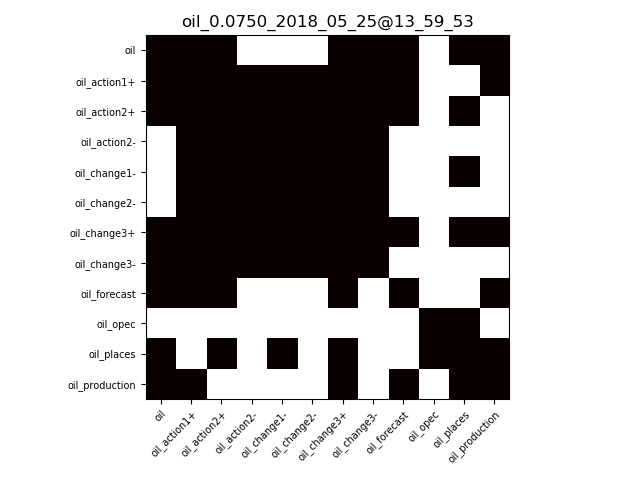 oil_0.0750_2018_05_25@13_59_53
oil
oil_action1+
oil_action2+
oil_action2-
oil_change1-
oil_change2-
oil_change3+
oil_change3-
oil_forecast
oil_opec
oil_places
oil_production
oil
oil_action1+
oil_action2+
oil_action2-
oil_change1-
oil_change2-
oil_change3+
oil_change3-
oil_forecast
oil_opec
oil_places
oil_production